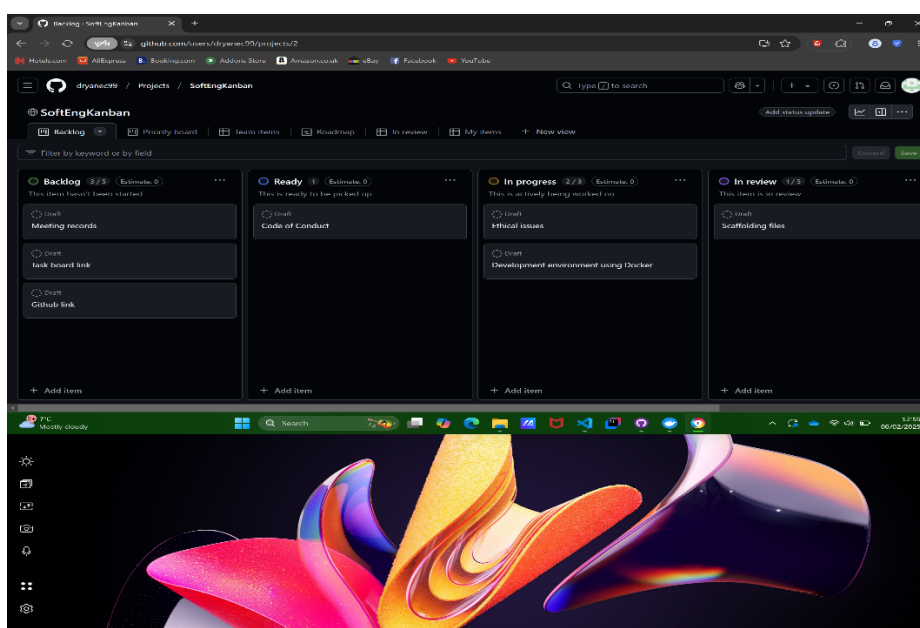 Backlog · SoftEngKanban
VPN github.com/users/dryanec99/projects/2
Hotels.com AliExpress Booking.com Addons Store Amazon.co.uk eBay Facebook YouTube
dryanec99 / Projects / SoftEngKanban Type / to search
SoftEngKanban Add status update
Backlog Priority board Team items Roadmap In review My items + New view
Filter by keyword or by field Discard Save
Backlog 3/5 Estimate: 0
This item hasn't been started
Draft
Meeting records
Draft
Task board link
Draft
Github link
+ Add item
Ready 1 Estimate: 0
This is ready to be picked up
Draft
Code of Conduct
+ Add item
In progress 2/3 Estimate: 0
This is actively being worked on
Draft
Ethical issues
Draft
Development environment using Docker
+ Add item
In review 1/5 Estimate: 0
This item is in review
Draft
Scaffolding files
+ Add item
7°C
Mostly cloudy
Search
12:59
06/02/2025